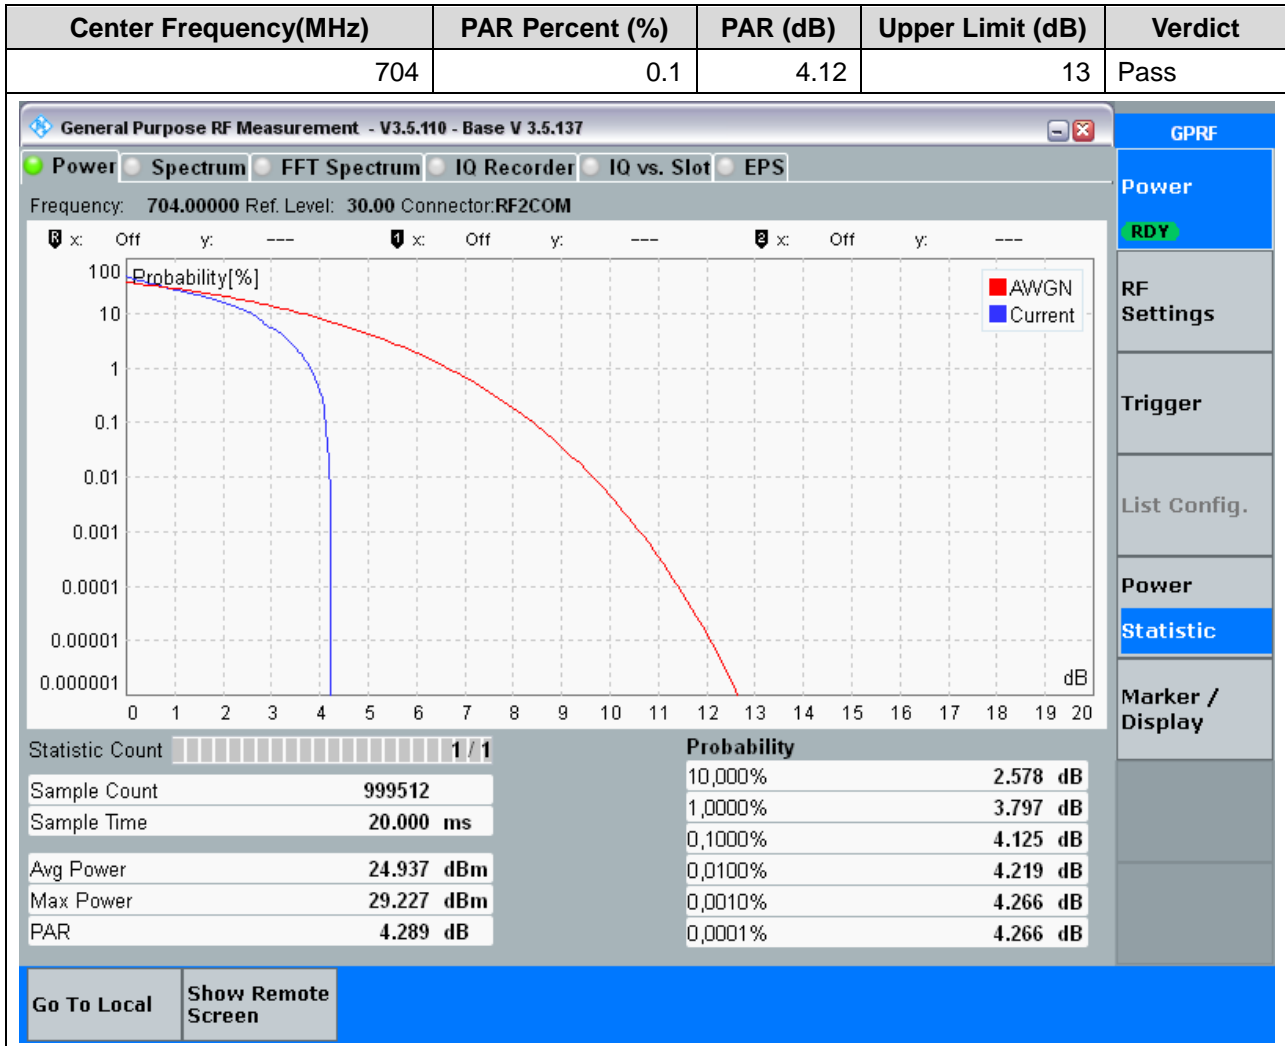 Center Frequency(MHz) PAR Percent (%) PAR (dB) Upper Limit (dB) Verdict
704 0.1 4.12 13 Pass
General Purpose RF Measurement - V3.5.110 - Base V 3.5.137
GPRF
Power Spectrum FFT Spectrum IQ Recorder IQ vs. Slot EPS
Frequency: 704.00000 Ref. Level: 30.00 Connector:RF2COM
R x: Off y: --- 1 x: Off y: --- 2 x: Off y: ---
Probability[%]
AWGN
Current
100
10
1
0.1
0.01
0.001
0.0001
0.00001
0.000001
dB
0 1 2 3 4 5 6 7 8 9 10 11 12 13 14 15 16 17 18 19 20
Statistic Count 1 / 1
Sample Count 999512
Sample Time 20.000 ms
Avg Power 24.937 dBm
Max Power 29.227 dBm
PAR 4.289 dB
Probability
10,000% 2.578 dB
1,0000% 3.797 dB
0,1000% 4.125 dB
0,0100% 4.219 dB
0,0010% 4.266 dB
0,0001% 4.266 dB
Power
RDY
RF
Settings
Trigger
List Config.
Power
Statistic
Marker /
Display
Go To Local
Show Remote
Screen